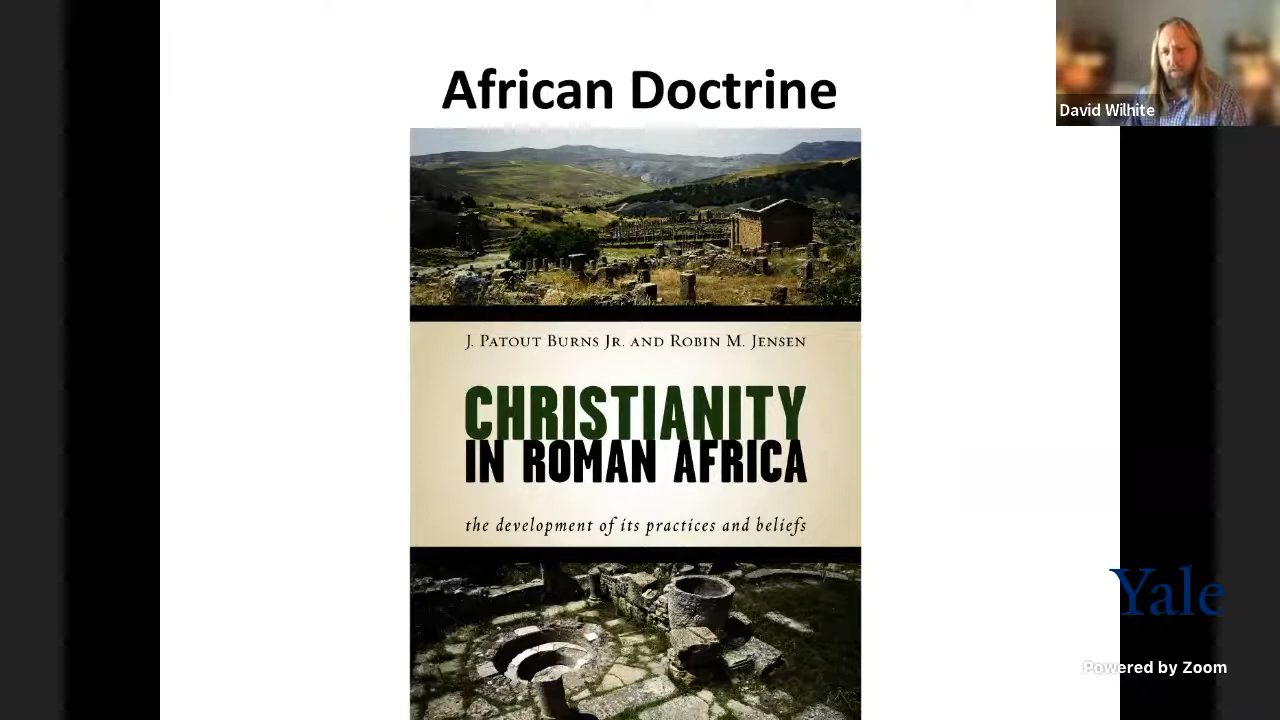 African Doctrine
David Wilhite
J. Patout Burns Jr. and Robin M. Jensen
CHRISTIANITY
IN ROMAN AFRICA
the development of its practices and beliefs
Yale
Powered by Zoom